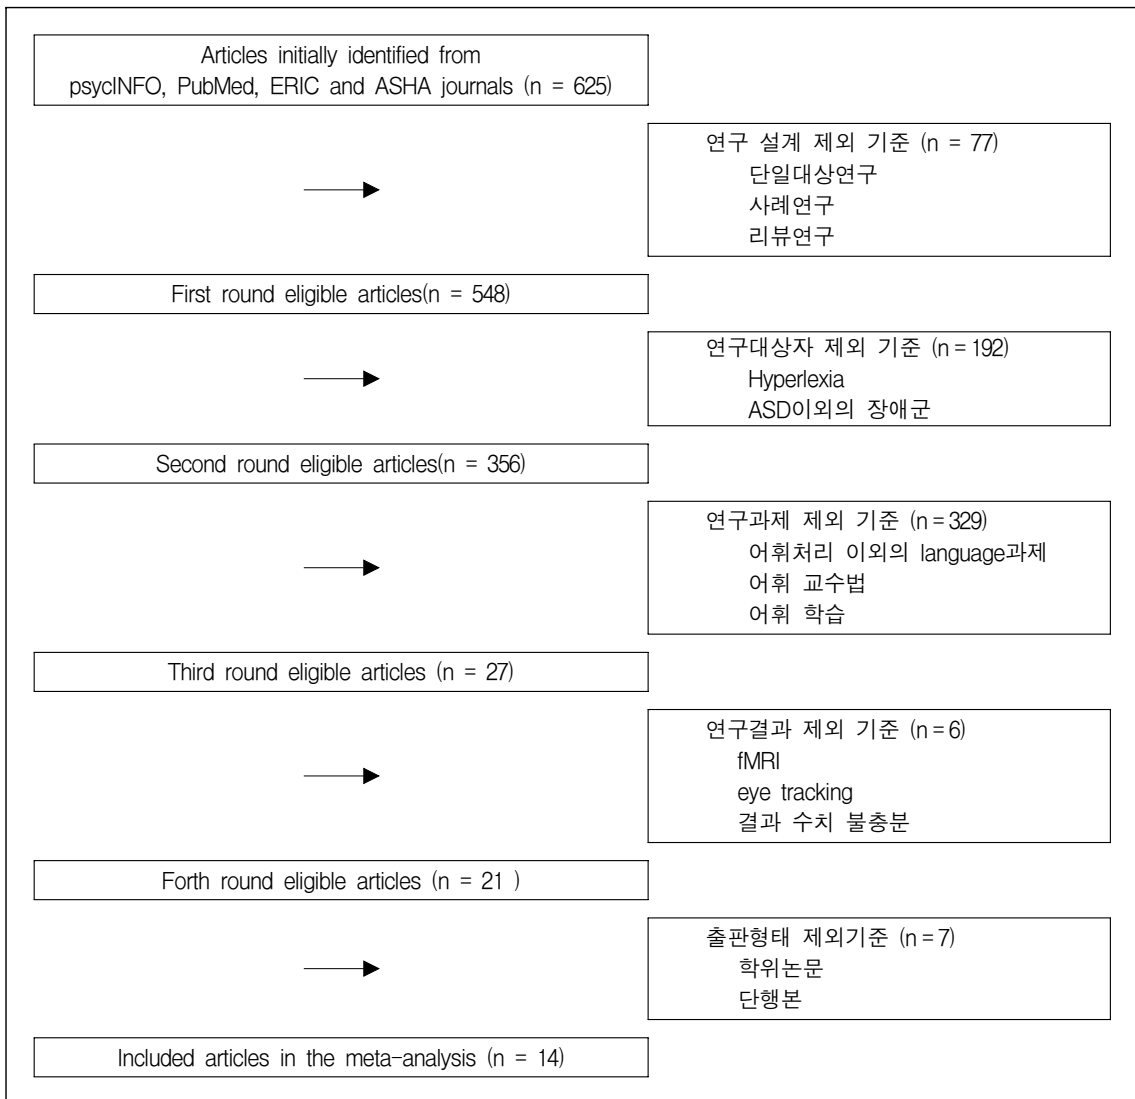 Articles initially identified from
psycINFO, PubMed, ERIC and ASHA journals (n = 625)
연구 설계 제외 기준 (n = 77)
단일대상연구
사례연구
리뷰연구
First round eligible articles(n = 548)
연구대상자 제외 기준 (n=192)
Hyperlexia
ASD이외의 장애군
Second round eligible articles(n = 356)
연구과제 제외 기준 (n=329)
어휘처리 이외의 language과제
어휘 교수법
어휘 학습
Third round eligible articles (n = 27)
연구결과 제외 기준 (n=6)
fMRI
eye tracking
결과 수치 불충분
Forth round eligible articles (n = 21 )
출판형태 제외기준 (n=7)
학위논문
단행본
Included articles in the meta-analysis (n = 14)